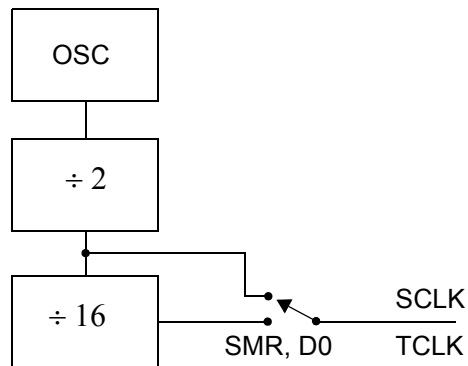 OSC
÷ 2
÷ 16
SCLK
SMR, D0
TCLK